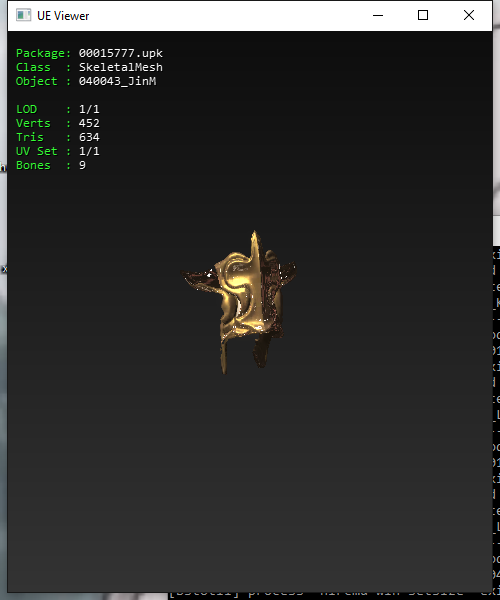 UE Viewer
Package: 00015777.upk
Class  : SkeletalMesh
Object : 040043_JinM
LOD    : 1/1
Verts  : 452
Tris   : 634
UV Set : 1/1
Bones  : 9